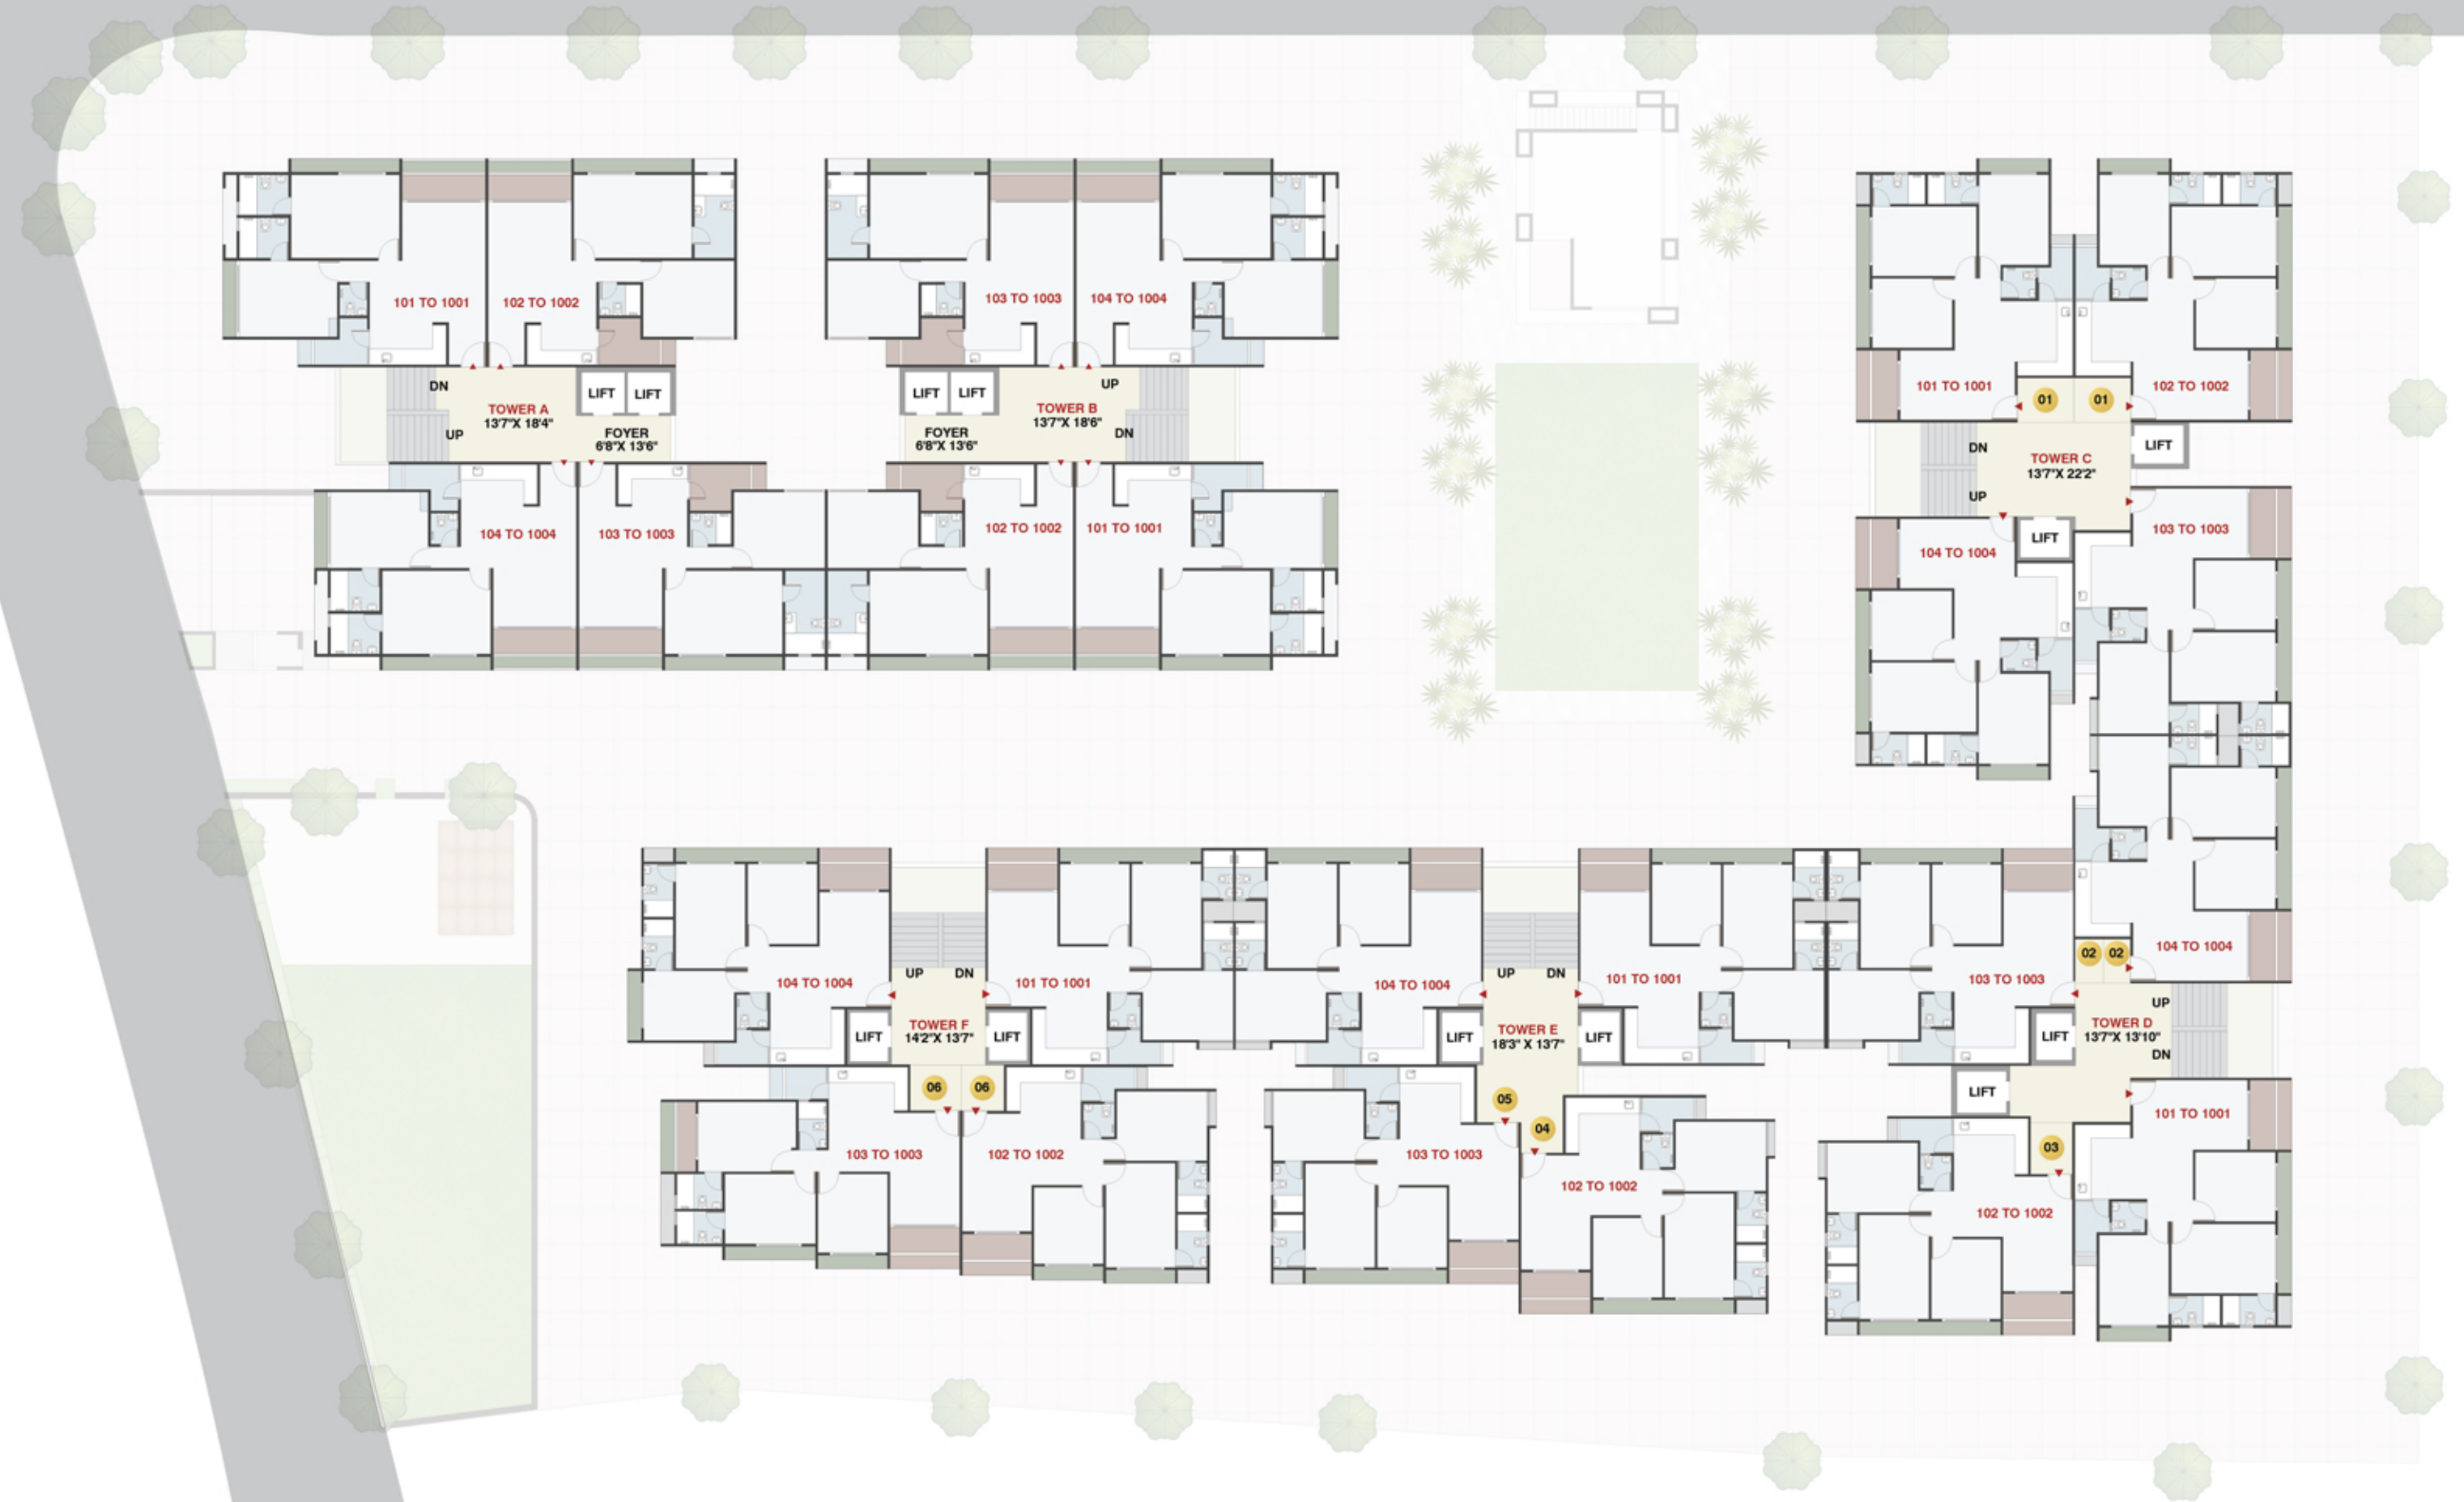 101 TO 1001
102 TO 1002
DN
UP
TOWER A
13'7"X 18'4"
LIFT
LIFT
FOYER
6'8"X 13'6"
104 TO 1004
103 TO 1003
103 TO 1003
104 TO 1004
LIFT
LIFT
UP
TOWER B
13'7"X 18'6"
FOYER
6'8"X 13'6"
DN
102 TO 1002
101 TO 1001
101 TO 1001
102 TO 1002
01
01
DN
LIFT
TOWER C
13'7"X 22'2"
UP
LIFT
103 TO 1003
104 TO 1004
104 TO 1004
UP
DN
101 TO 1001
TOWER F
14'2"X 13'7"
LIFT
LIFT
06
06
103 TO 1003
102 TO 1002
104 TO 1004
UP
DN
101 TO 1001
TOWER E
18'3" X 13'7"
LIFT
LIFT
05
04
103 TO 1003
102 TO 1002
103 TO 1003
02
02
104 TO 1004
UP
TOWER D
13'7"X 13'10"
LIFT
DN
LIFT
101 TO 1001
03
102 TO 1002